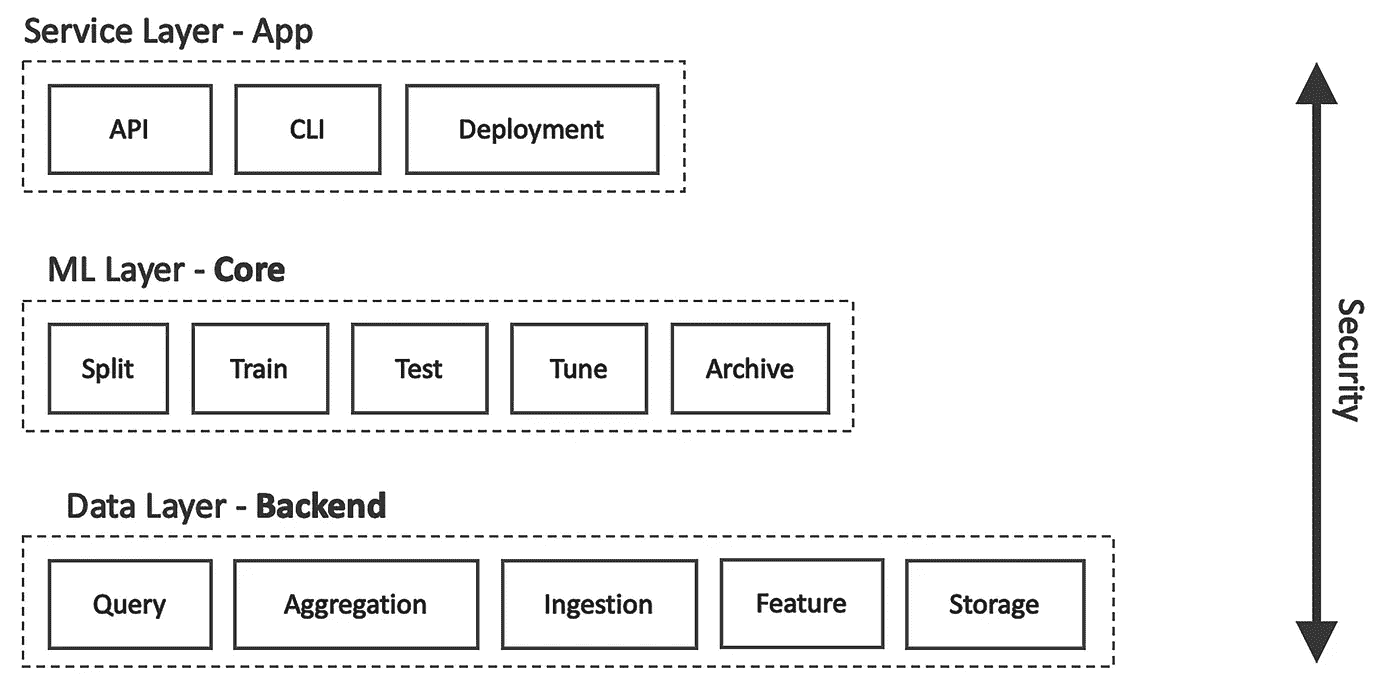 Service Layer - App
API
CLI
Deployment
ML Layer - Core
Split
Train
Test
Tune
Archive
Data Layer - Backend
Query
Aggregation
Ingestion
Feature
Storage
Security